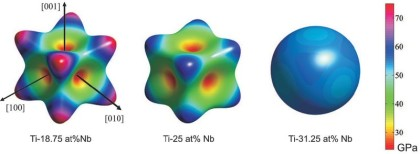 [001]
[100]
[010]
Ti-18.75 at%Nb
Ti-25 at% Nb
Ti-31.25 at% Nb
70
60
50
40
30
GPa